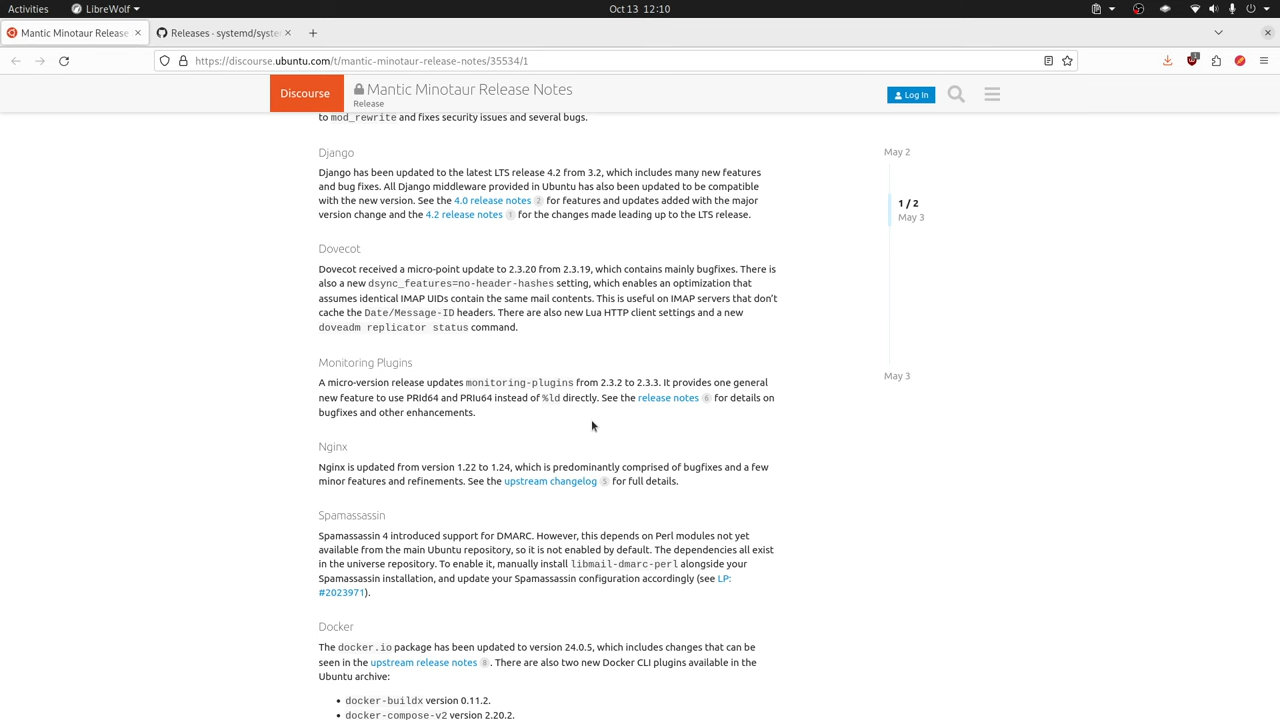 Activities
LibreWolf
Oct 13 12:10
Mantic Minotaur Release
Releases · systemd/syste
https://discourse.ubuntu.com/t/mantic-minotaur-release-notes/35534/1
1
Discourse
Mantic Minotaur Release Notes
Release
Log In
to mod_rewrite and fixes security issues and several bugs.
Django
Django has been updated to the latest LTS release 4.2 from 3.2, which includes many new features
and bug fixes. All Django middleware provided in Ubuntu has also been updated to be compatible
with the new version. See the 4.0 release notes 2 for features and updates added with the major
version change and the 4.2 release notes 1 for the changes made leading up to the LTS release.
Dovecot
Dovecot received a micro-point update to 2.3.20 from 2.3.19, which contains mainly bugfixes. There is
also a new dsync_features=no-header-hashes setting, which enables an optimization that
assumes identical IMAP UIDs contain the same mail contents. This is useful on IMAP servers that don’t
cache the Date/Message-ID headers. There are also new Lua HTTP client settings and a new
doveadm replicator status command.
Monitoring Plugins
A micro-version release updates monitoring-plugins from 2.3.2 to 2.3.3. It provides one general
new feature to use PRId64 and PRIu64 instead of %ld directly. See the release notes 6 for details on
bugfixes and other enhancements.
Nginx
Nginx is updated from version 1.22 to 1.24, which is predominantly comprised of bugfixes and a few
minor features and refinements. See the upstream changelog 5 for full details.
Spamassassin
Spamassassin 4 introduced support for DMARC. However, this depends on Perl modules not yet
available from the main Ubuntu repository, so it is not enabled by default. The dependencies all exist
in the universe repository. To enable it, manually install libmail-dmarc-perl alongside your
Spamassassin installation, and update your Spamassassin configuration accordingly (see LP:
#2023971).
Docker
The docker.io package has been updated to version 24.0.5, which includes changes that can be
seen in the upstream release notes 8. There are also two new Docker CLI plugins available in the
Ubuntu archive:
• docker-buildx version 0.11.2.
• docker-compose-v2 version 2.20.2.
May 2
1 / 2
May 3
May 3